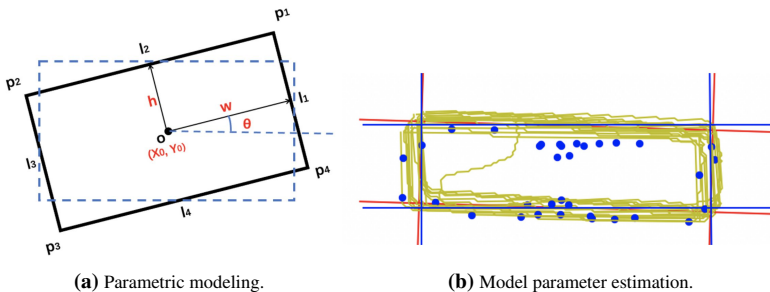 p₁
l₂
p₂
h
w
l₁
θ
o
(X₀, Y₀)
l₃
p₄
l₄
p₃
(a) Parametric modeling.
(b) Model parameter estimation.